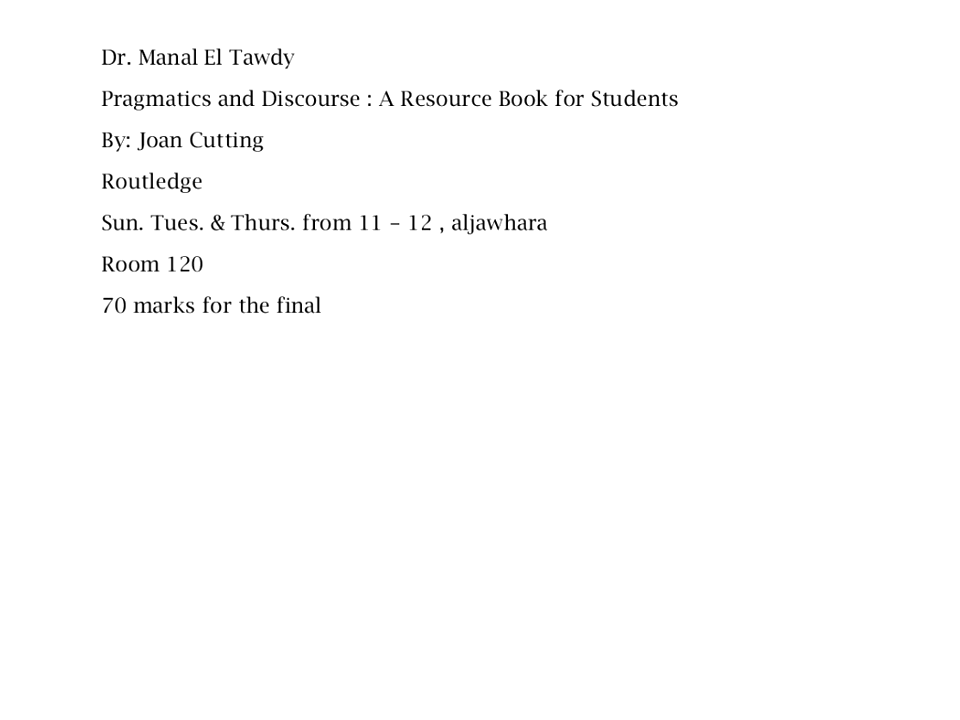 Dr. Manal El Tawdy
Pragmatics and Discourse : A Resource Book for Students
By: Joan Cutting
Routledge
Sun. Tues. & Thurs. from 11 – 12 , aljawhara
Room 120
70 marks for the final